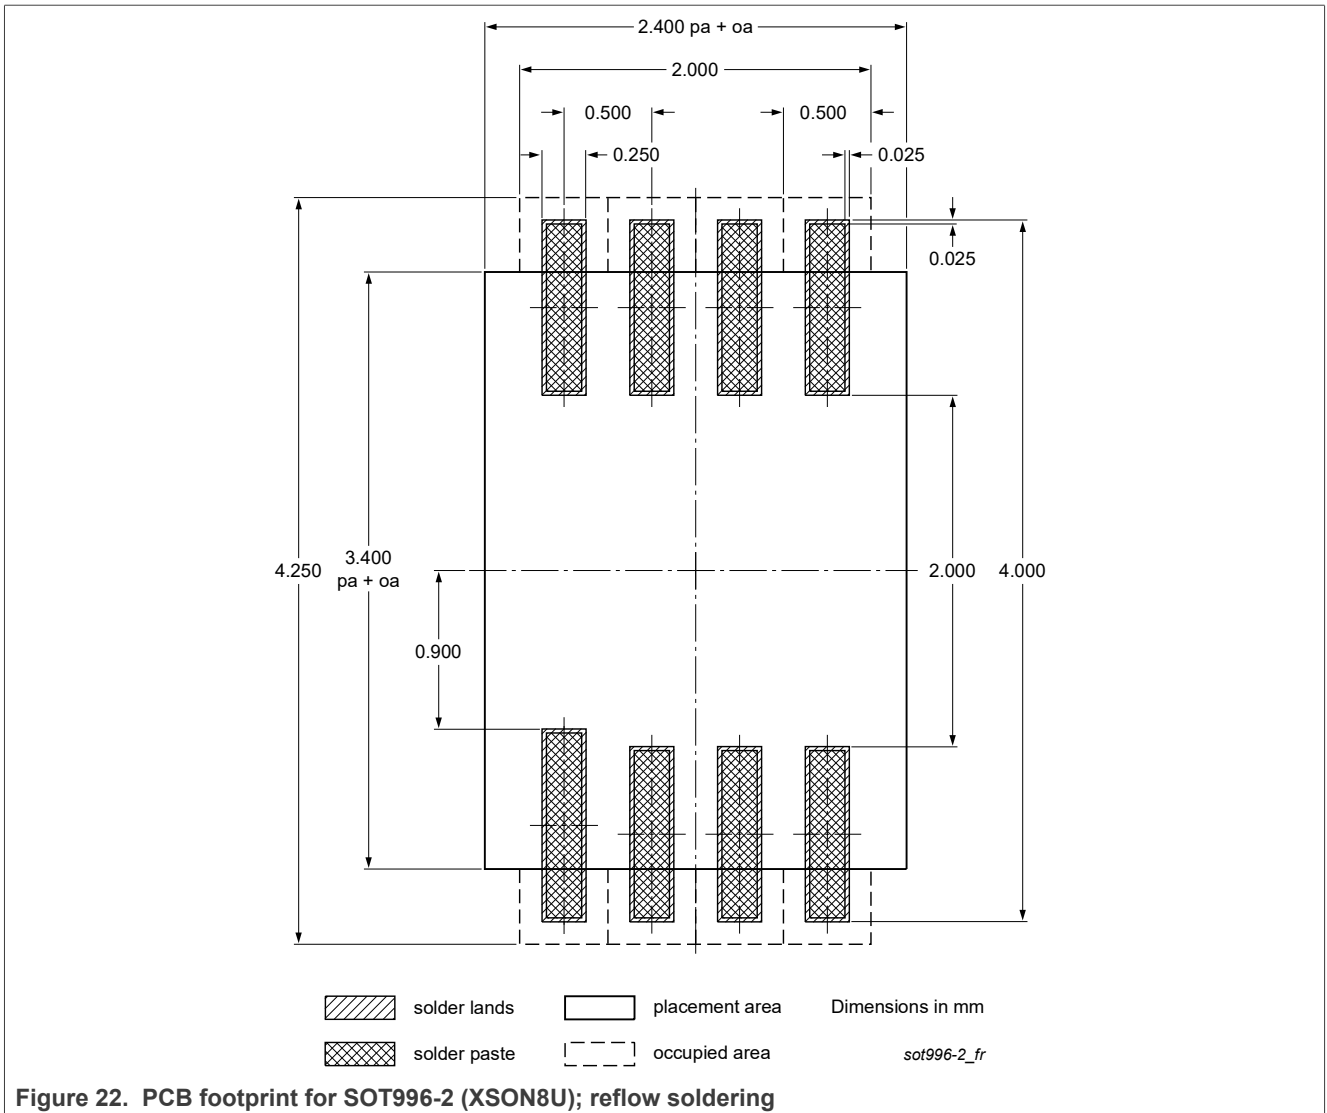 2.400 pa + oa
2.000
0.500
0.500
0.250
0.025
0.025
4.250
3.400
pa + oa
2.000
4.000
0.900
solder lands
placement area
Dimensions in mm
solder paste
occupied area
sot996-2_fr
Figure 22. PCB footprint for SOT996-2 (XSON8U); reflow soldering